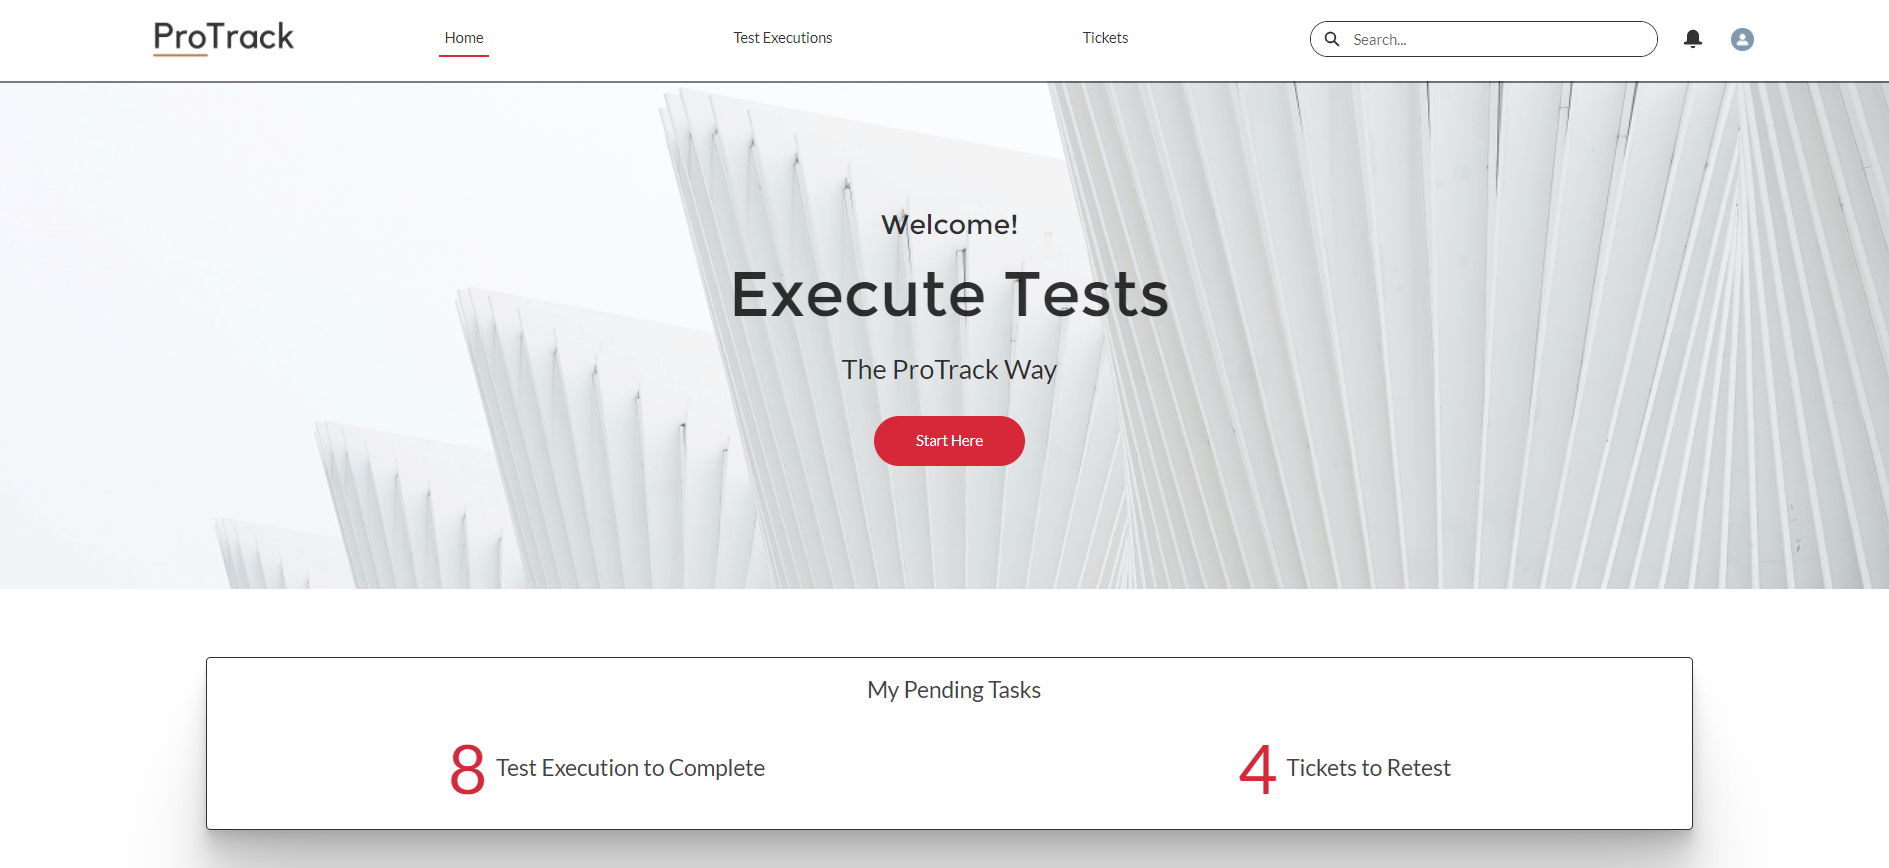 ProTrack
Home
Test Executions
Tickets
Search...
Welcome!
Execute Tests
The ProTrack Way
Start Here
My Pending Tasks
8 Test Execution to Complete
4 Tickets to Retest